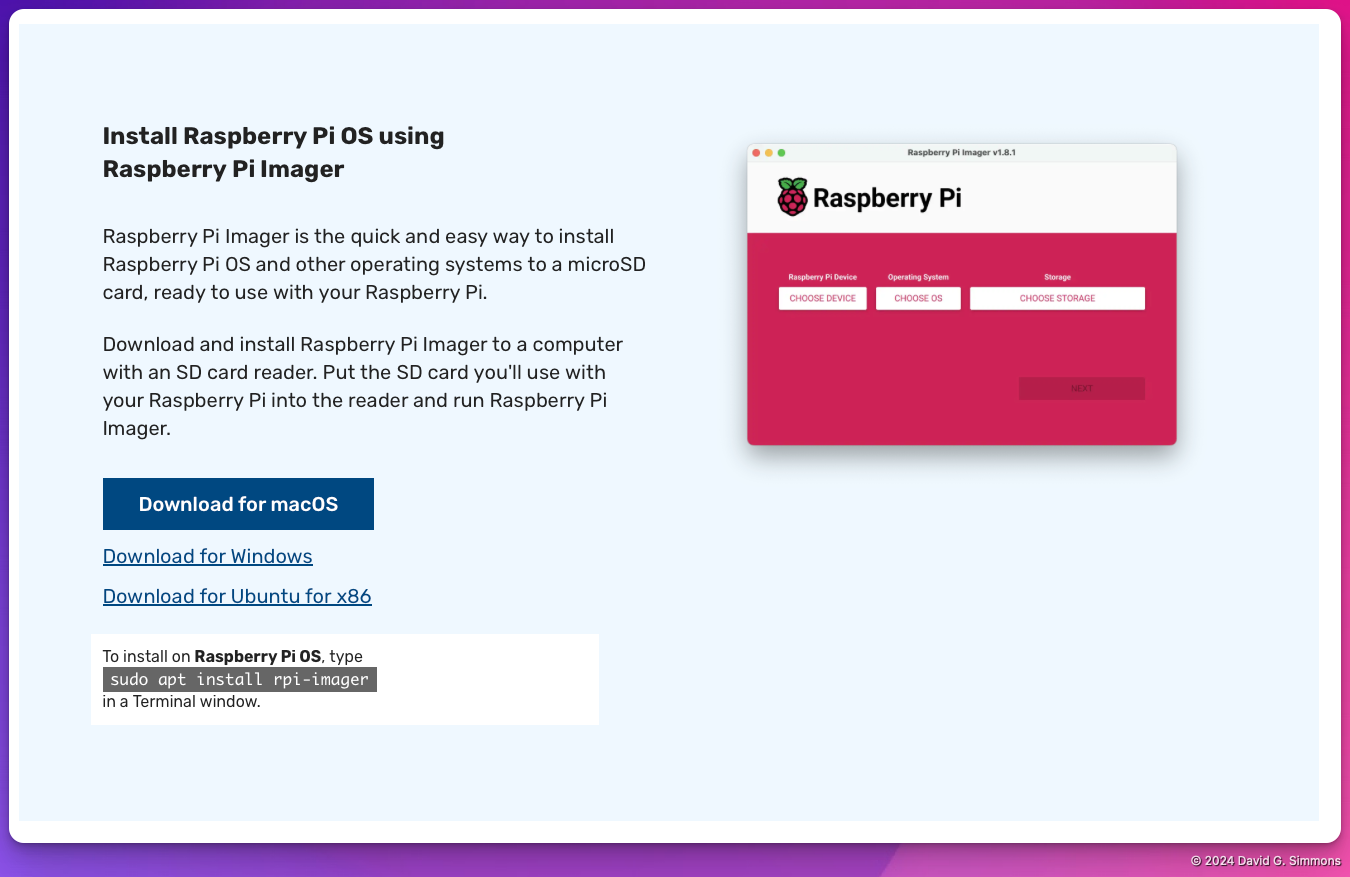 Install Raspberry Pi OS using
Raspberry Pi Imager
Raspberry Pi Imager is the quick and easy way to install
Raspberry Pi OS and other operating systems to a microSD
card, ready to use with your Raspberry Pi.
Download and install Raspberry Pi Imager to a computer
with an SD card reader. Put the SD card you'll use with
your Raspberry Pi into the reader and run Raspberry Pi
Imager.
Download for macOS
Download for Windows
Download for Ubuntu for x86
To install on Raspberry Pi OS, type
sudo apt install rpi-imager
in a Terminal window.
Raspberry Pi Imager v1.8.1
Raspberry Pi
Raspberry Pi Device Operating System Storage
CHOOSE DEVICE CHOOSE OS CHOOSE STORAGE
NEXT
© 2024 David G. Simmons